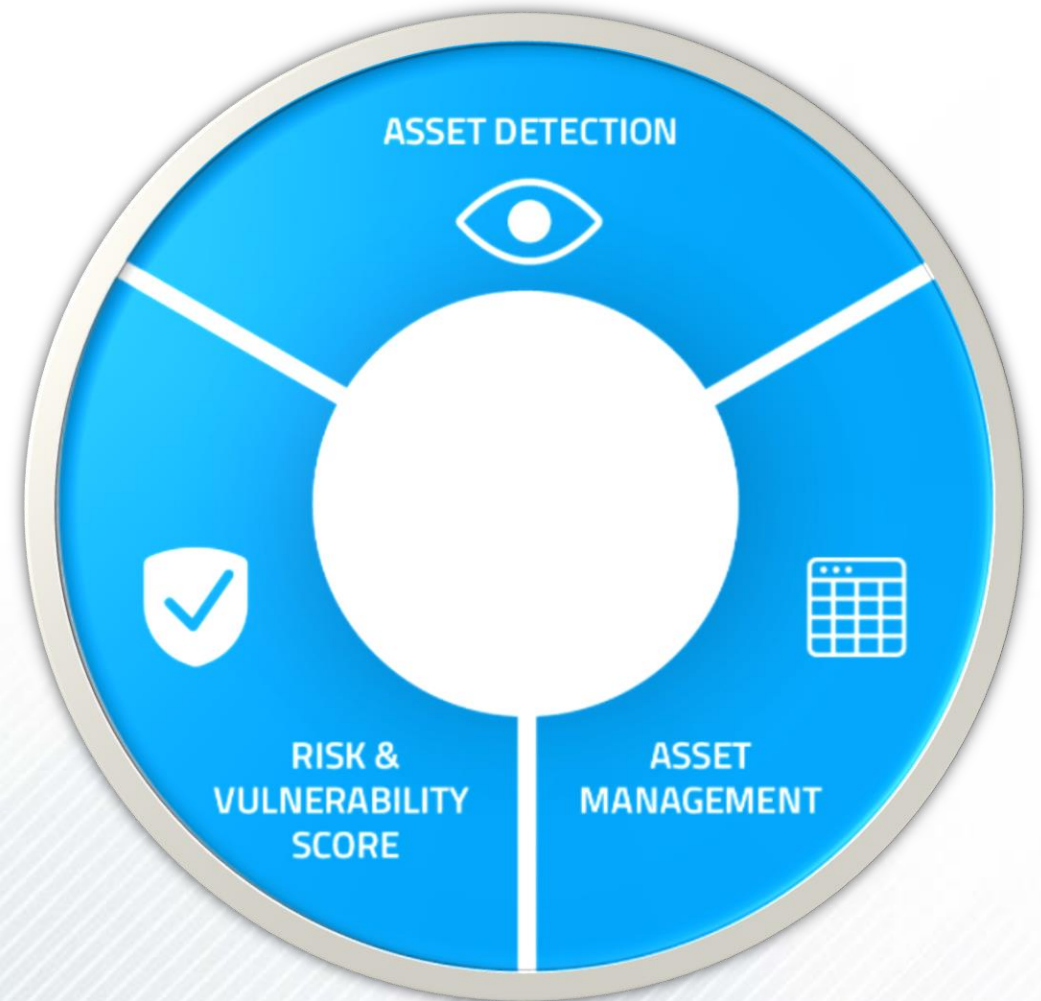 ASSET DETECTION
RISK &
VULNERABILITY
SCORE
ASSET
MANAGEMENT